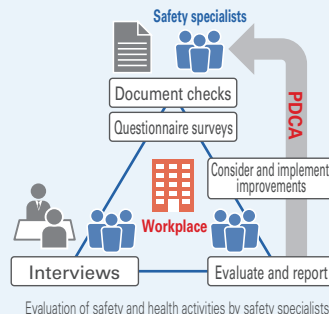 Safety specialists
Document checks
Questionnaire surveys
PDCA
Consider and implement
improvements
Workplace
Interviews
Evaluate and report
Evaluation of safety and health activities by safety specialists